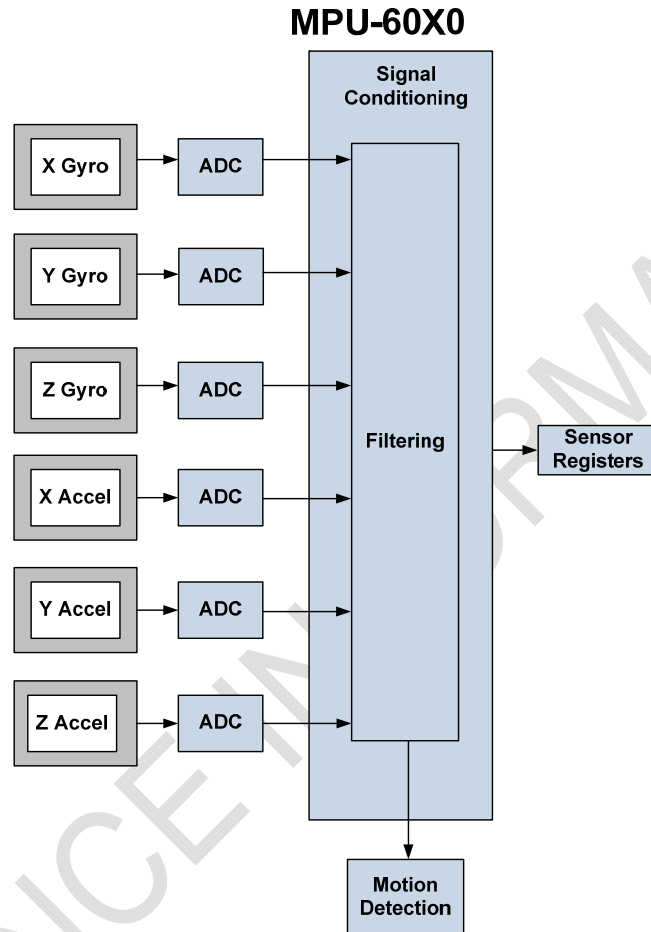 MPU-60X0
Signal
Conditioning
X Gyro
ADC
Y Gyro
ADC
Z Gyro
ADC
Filtering
Sensor
Registers
X Accel
ADC
Y Accel
ADC
Z Accel
ADC
Motion
Detection